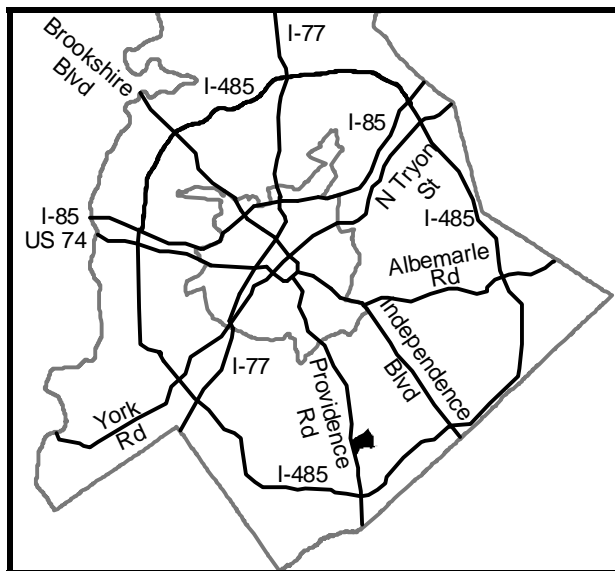 I-77
Brookshire
Blvd
I-485
I-85
N Tryon
St
I-85
US 74
I-485
Albemarle
Rd
Independence
Blvd
I-77
Providence
Rd
York
Rd
I-485